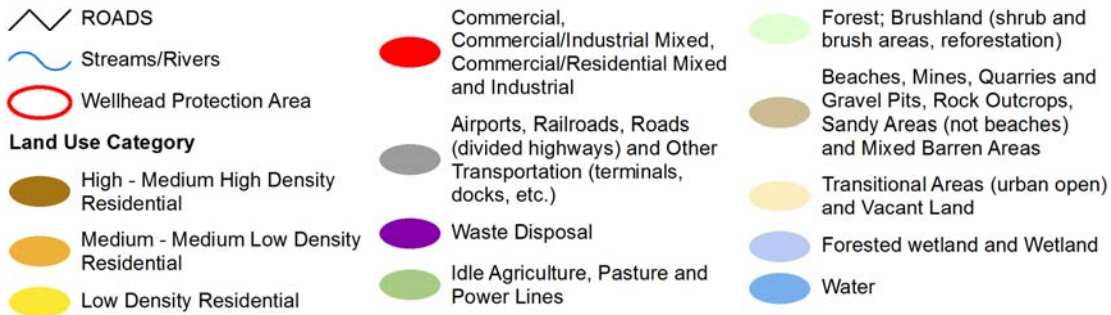 ROADS
Streams/Rivers
Wellhead Protection Area
Land Use Category
High - Medium High Density
Residential
Medium - Medium Low Density
Residential
Low Density Residential
Commercial,
Commercial/Industrial Mixed,
Commercial/Residential Mixed
and Industrial
Airports, Railroads, Roads
(divided highways) and Other
Transportation (terminals,
docks, etc.)
Waste Disposal
Idle Agriculture, Pasture and
Power Lines
Forest; Brushland (shrub and
brush areas, reforestation)
Beaches, Mines, Quarries and
Gravel Pits, Rock Outcrops,
Sandy Areas (not beaches)
and Mixed Barren Areas
Transitional Areas (urban open)
and Vacant Land
Forested wetland and Wetland
Water